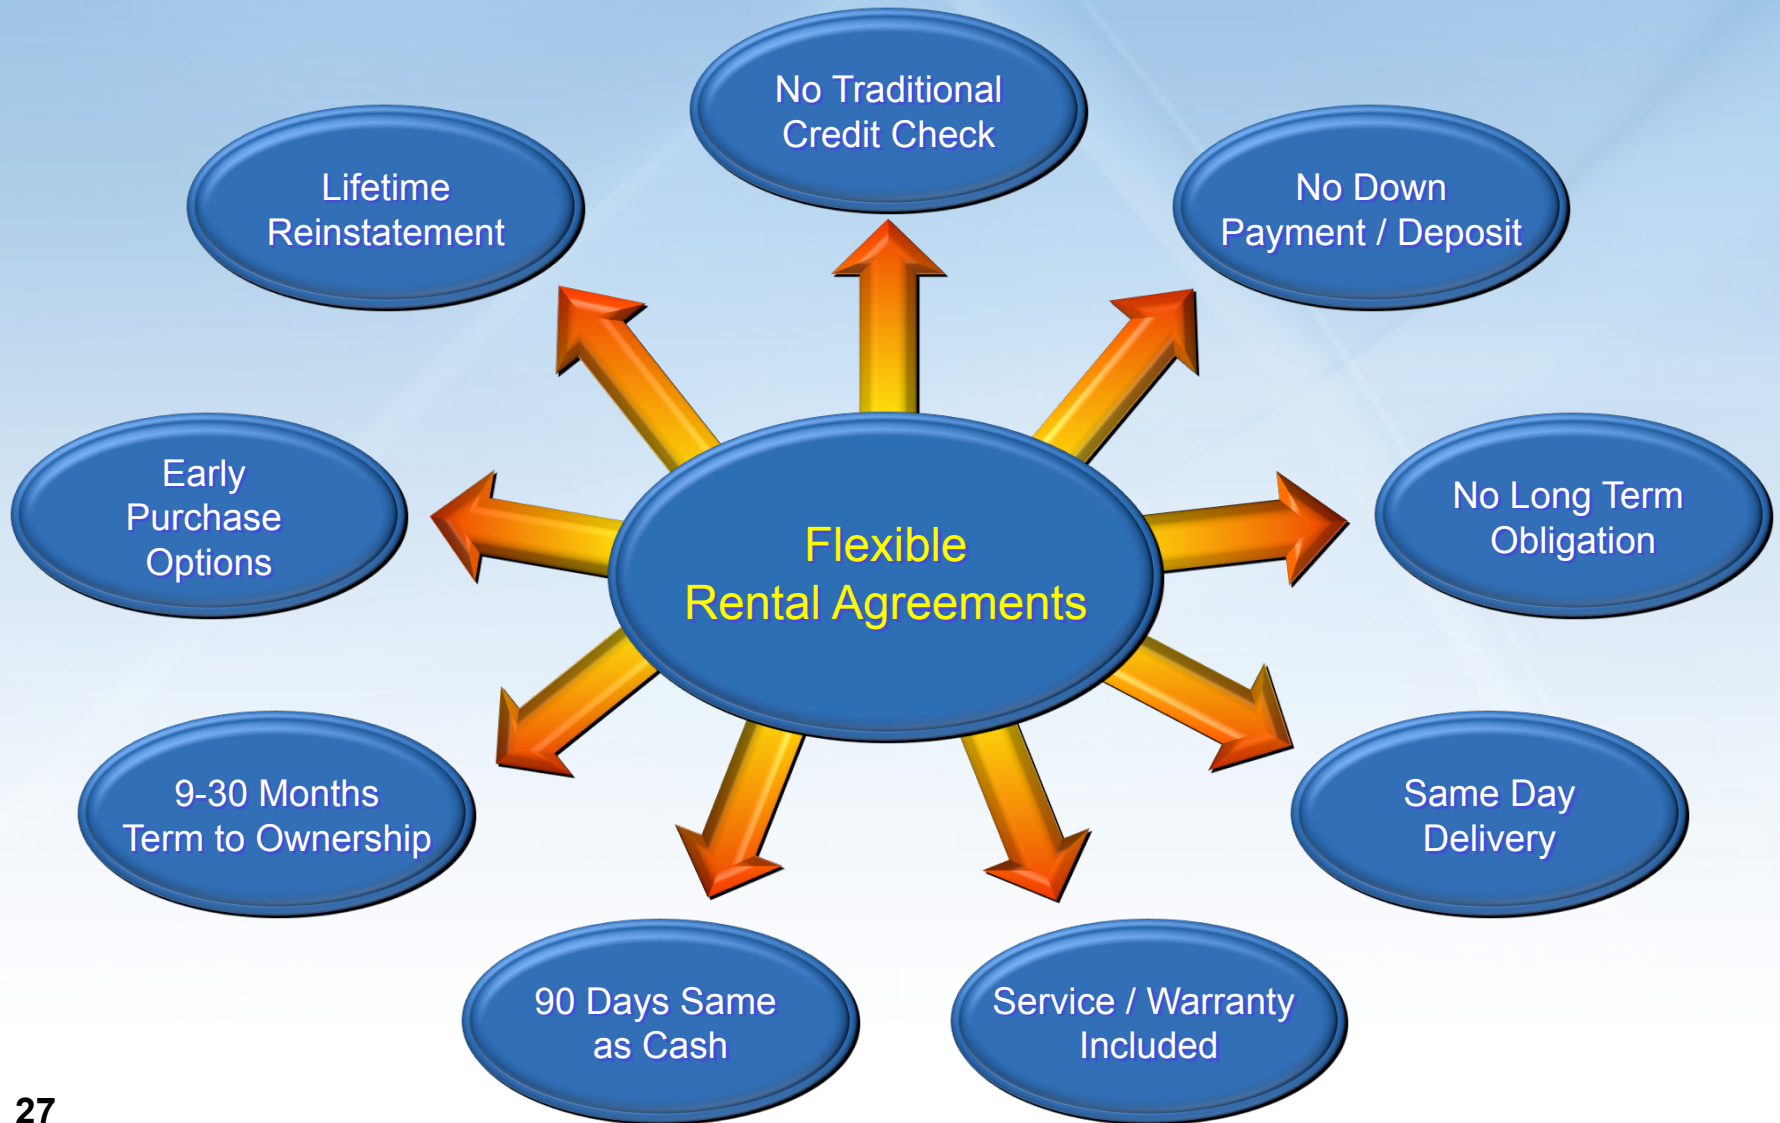 No Traditional
Credit Check
Lifetime
Reinstatement
No Down
Payment / Deposit
Early
Purchase
Options
No Long Term
Obligation
Flexible
Rental Agreements
9-30 Months
Term to Ownership
Same Day
Delivery
90 Days Same
as Cash
Service / Warranty
Included
27